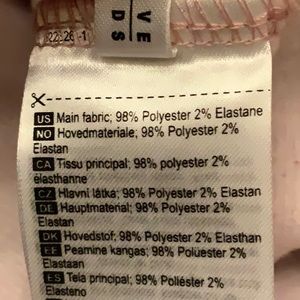 VE
DS
US Main fabric; 98% Polyester 2% Elastane
NO Hovedmateriale; 98% Polyester 2%
Elastan
CA Tissu principal; 98% Polyester 2%
élasthanne
CZ Hlavní látka; 98% Polyester 2% Elastan
DE Hauptmaterial; 98% Polyester 2%
Elastan
DK Hovedstof; 98% Polyester 2% Elasthan
Peamine kangas; 98% Polüester 2%
Elastaan
ES Tela principal; 98% Poliéster 2%
Elastano